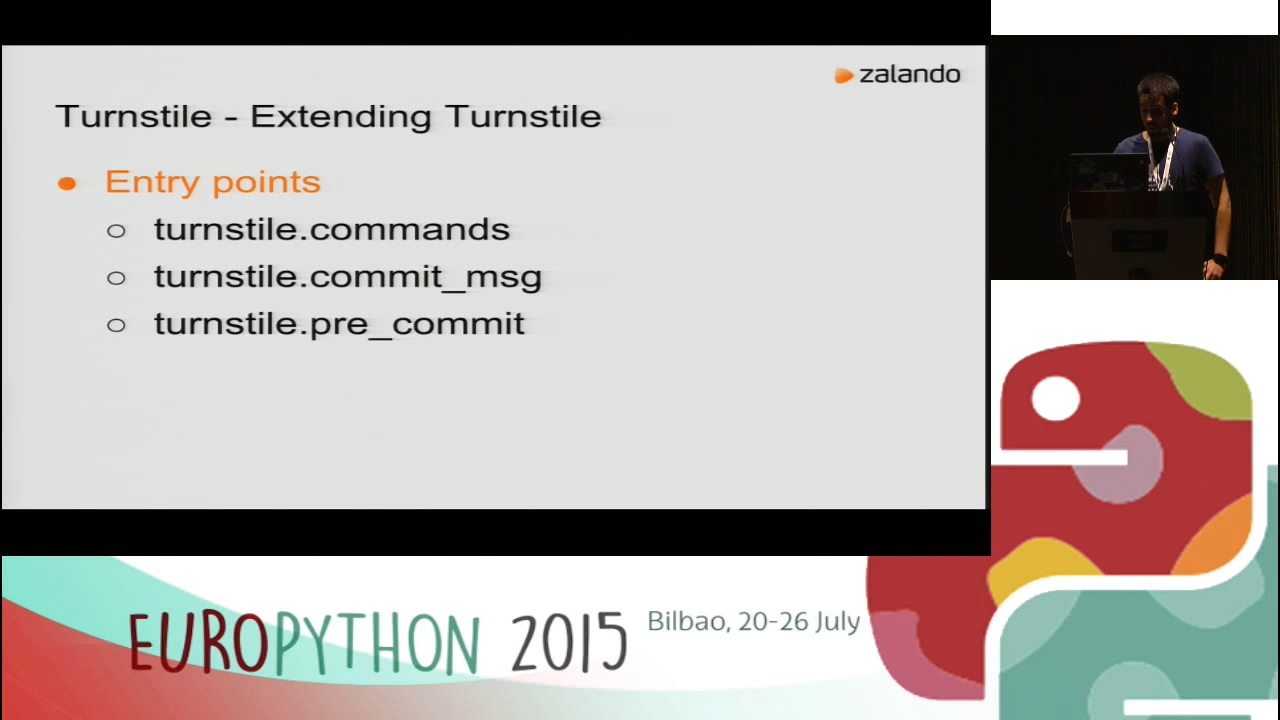 zalando
Turnstile - Extending Turnstile
Entry points
turnstile.commands
turnstile.commit_msg
turnstile.pre_commit
EUROPYTHON 2015
Bilbao, 20-26 July